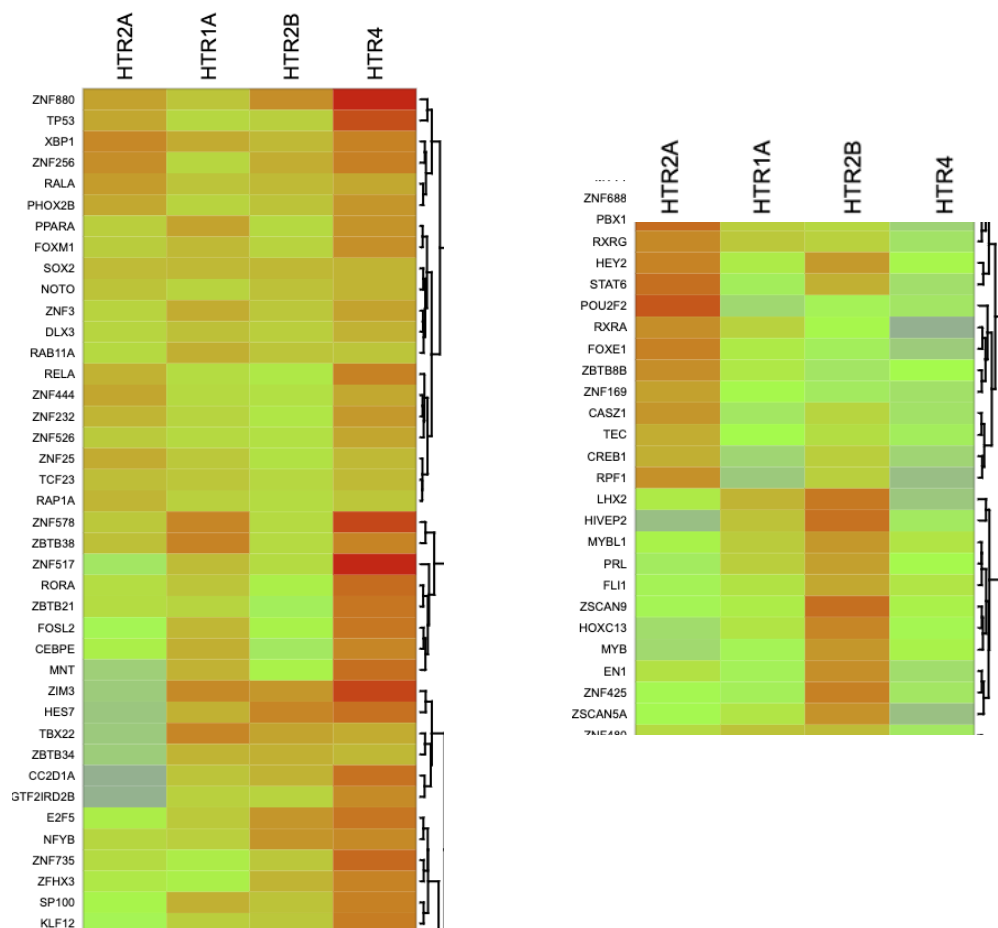 HTR2A
HTR1A
HTR2B
HTR4
ZNF880
TP53
XBP1
ZNF256
RALA
PHOX2B
PPARA
FOXM1
SOX2
NOTO
ZNF3
DLX3
RAB11A
RELA
ZNF444
ZNF232
ZNF526
ZNF25
TCF23
RAP1A
ZNF578
ZBTB38
ZNF517
RORA
ZBTB21
FOSL2
CEBPE
MNT
ZIM3
HES7
TBX22
ZBTB34
CC2D1A
GTF2IRD2B
E2F5
NFYB
ZNF735
ZFHX3
SP100
KLF12
HTR2A
HTR1A
HTR2B
HTR4
ZNF688
PBX1
RXRG
HEY2
STAT6
POU2F2
RXRA
FOXE1
ZBTB8B
ZNF169
CASZ1
TEC
CREB1
RPF1
LHX2
HIVEP2
MYBL1
PRL
FLI1
ZSCAN9
HOXC13
MYB
EN1
ZNF425
ZSCAN5A
ZNF480